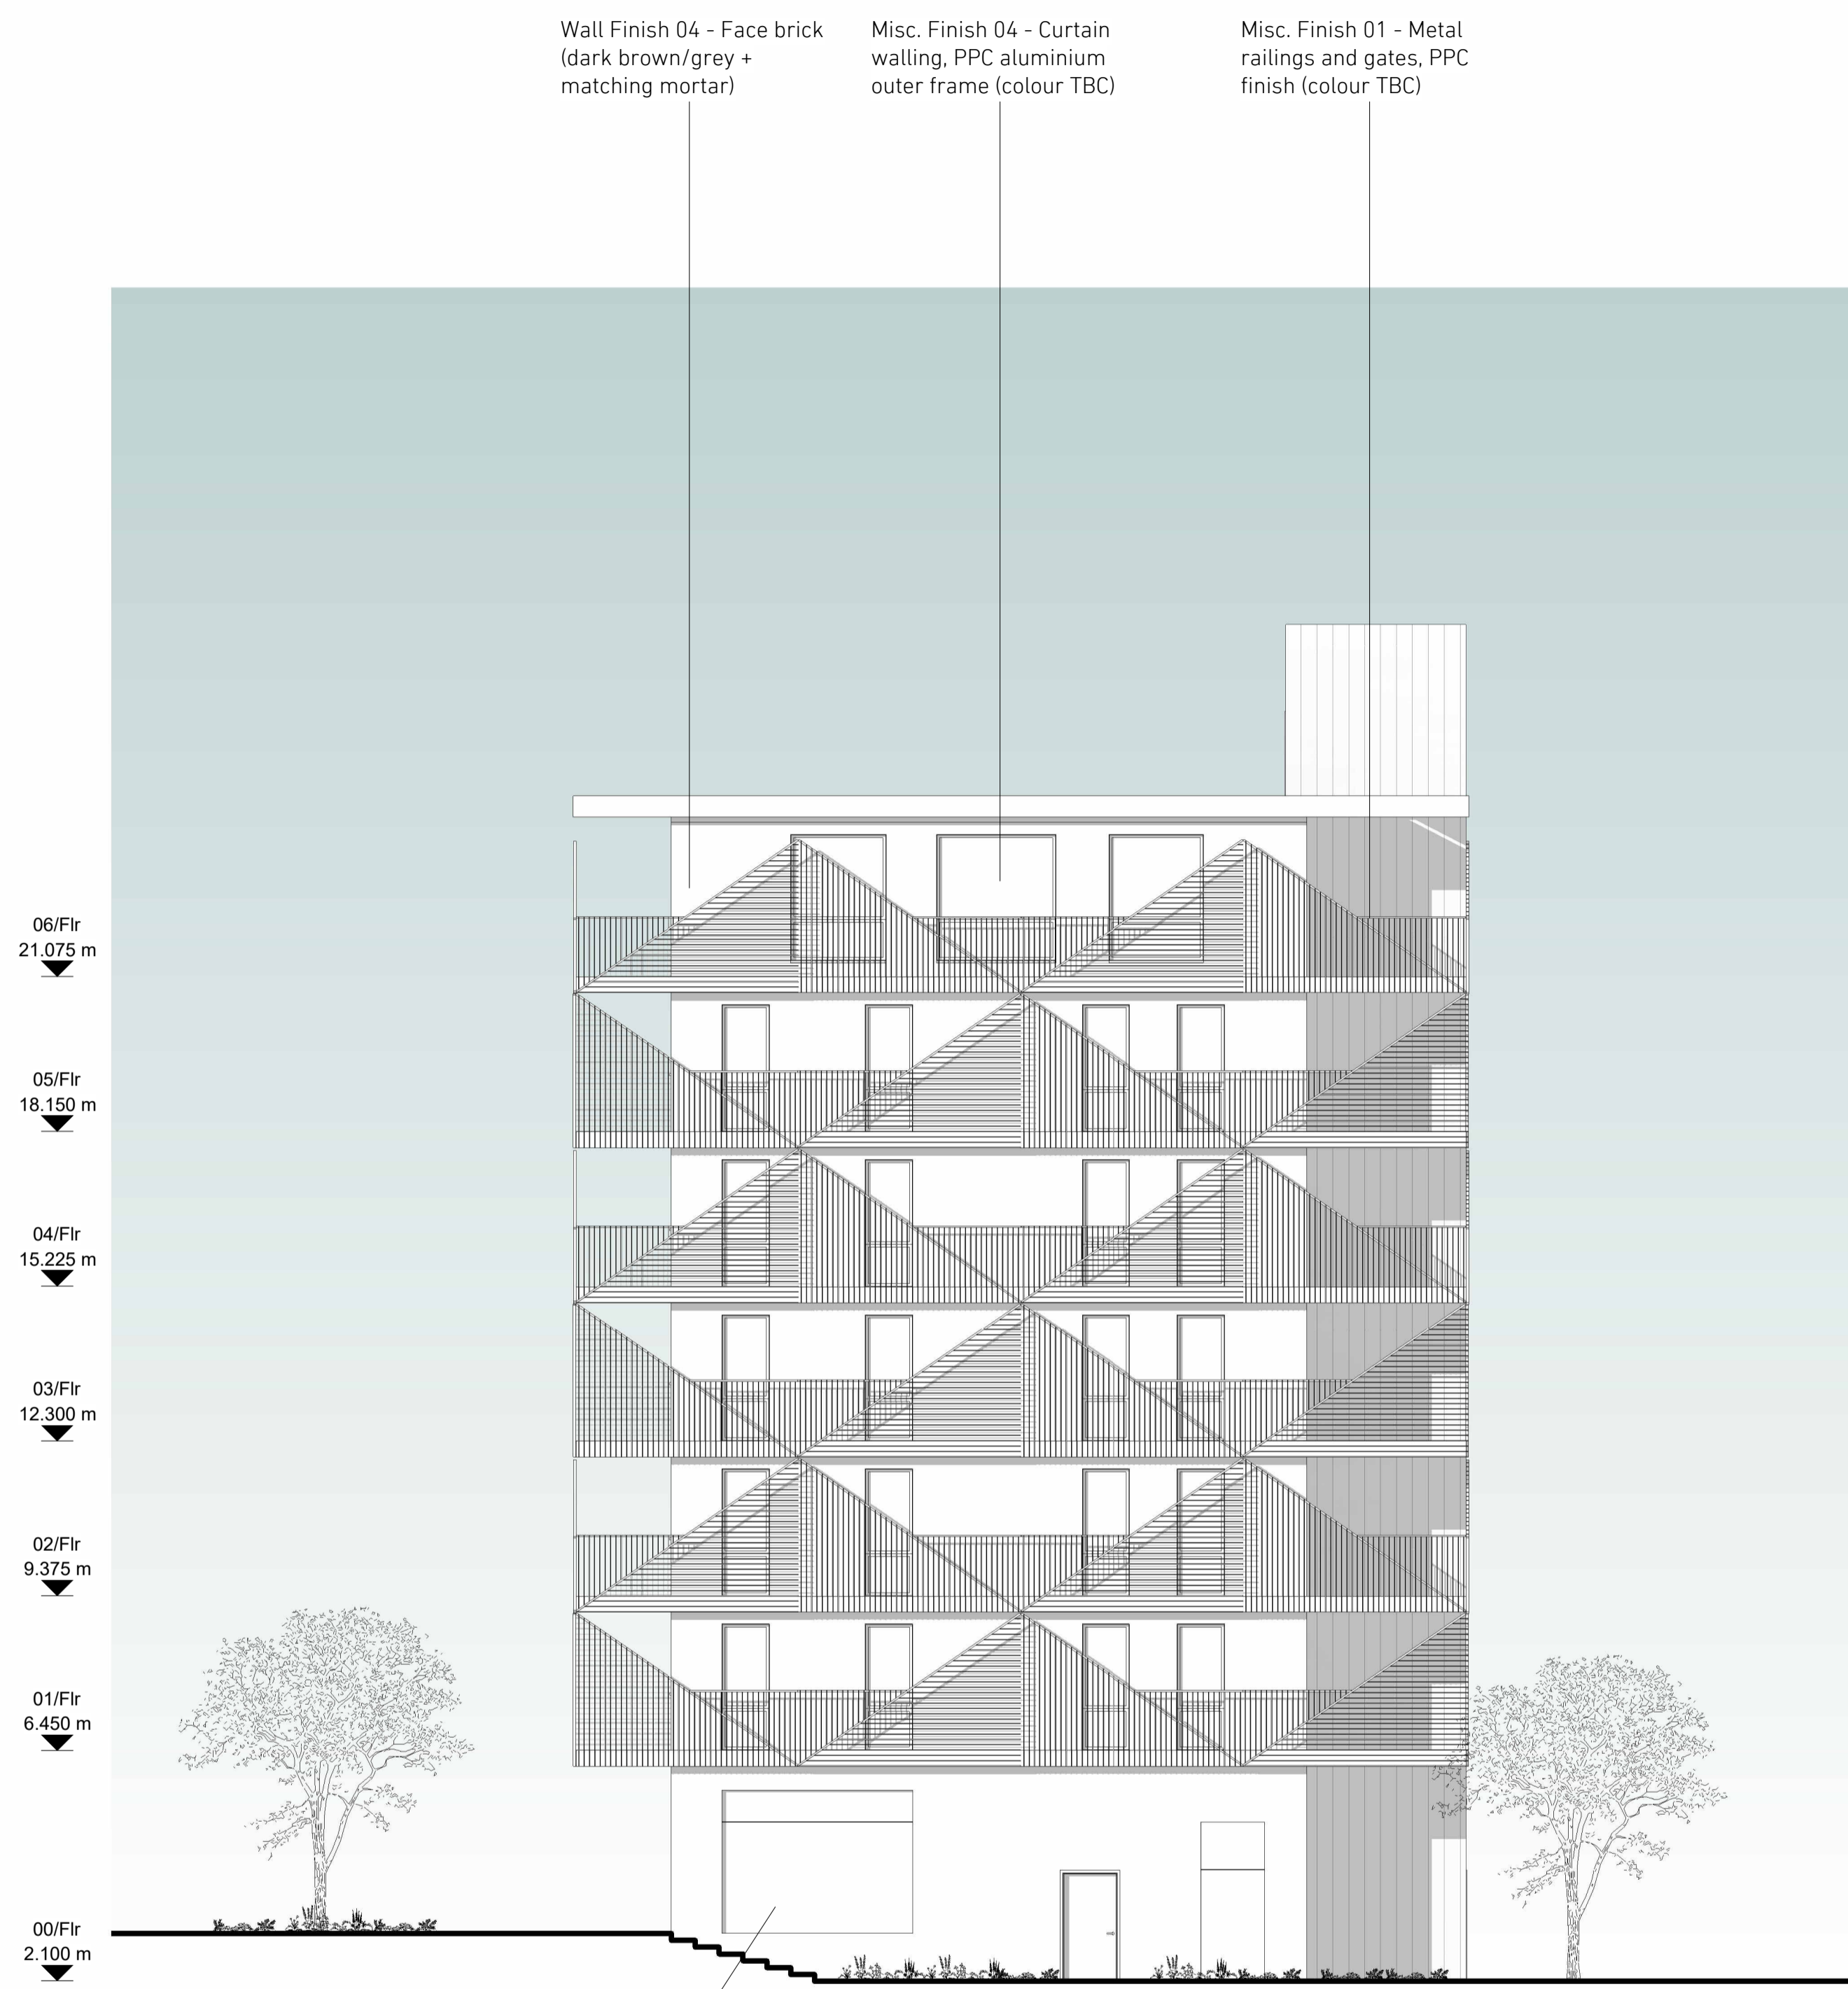 Wall Finish 04 - Face brick
(dark brown/grey +
matching mortar)
Misc. Finish 04 - Curtain
walling, PPC aluminium
outer frame (colour TBC)
Misc. Finish 01 - Metal
railings and gates, PPC
finish (colour TBC)
06/Flr
21.075 m
05/Flr
18.150 m
04/Flr
15.225 m
03/Flr
12.300 m
02/Flr
9.375 m
01/Flr
6.450 m
00/Flr
2.100 m